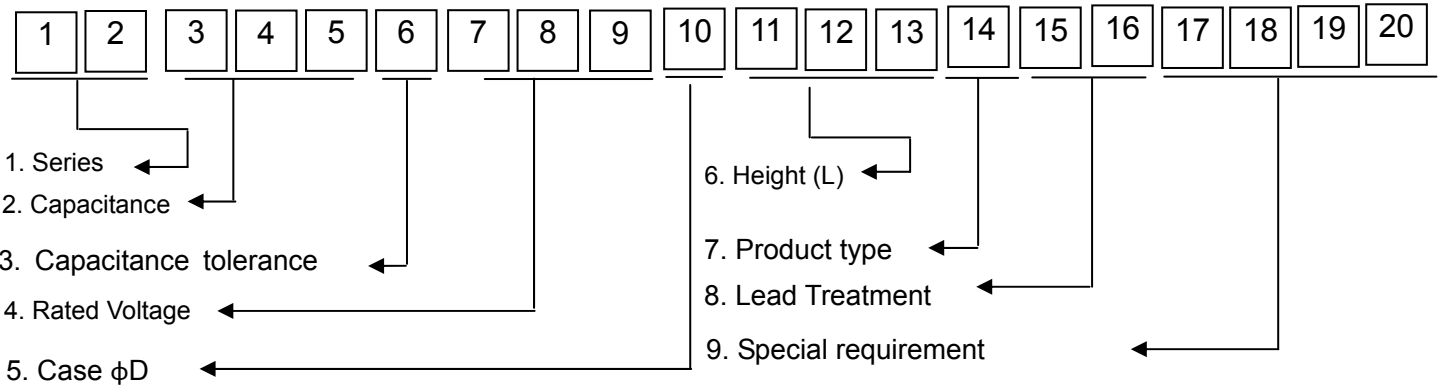 1 2 3 4 5 6 7 8 9 10 11 12 13 14 15 16 17 18 19 20
1. Series
2. Capacitance
3. Capacitance tolerance
4. Rated Voltage
5. Case ϕD
6. Height (L)
7. Product type
8. Lead Treatment
9. Special requirement